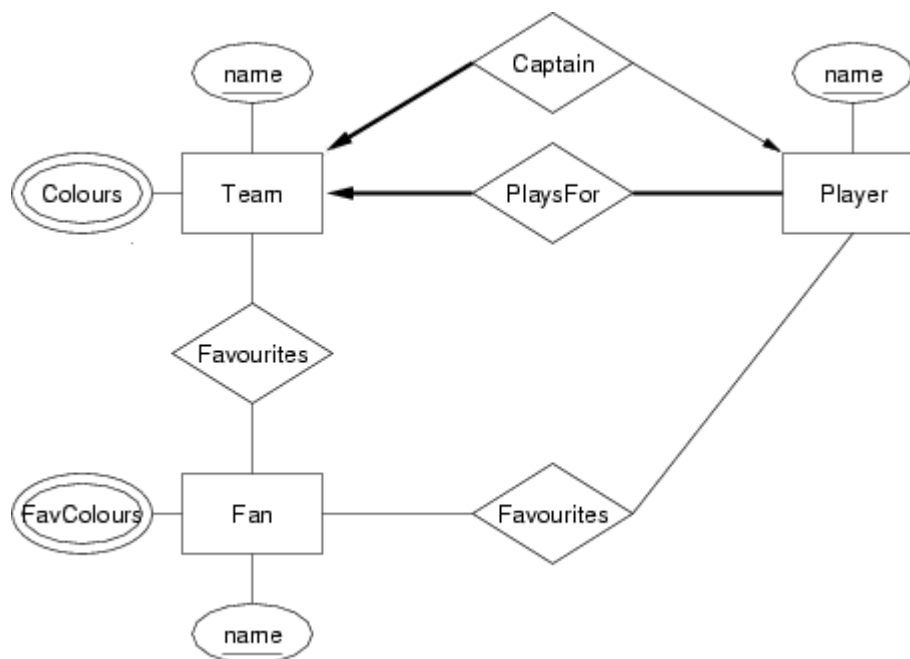 Captain
name
name
Colours
Team
PlaysFor
Player
Favourites
FavColours
Fan
Favourites
name